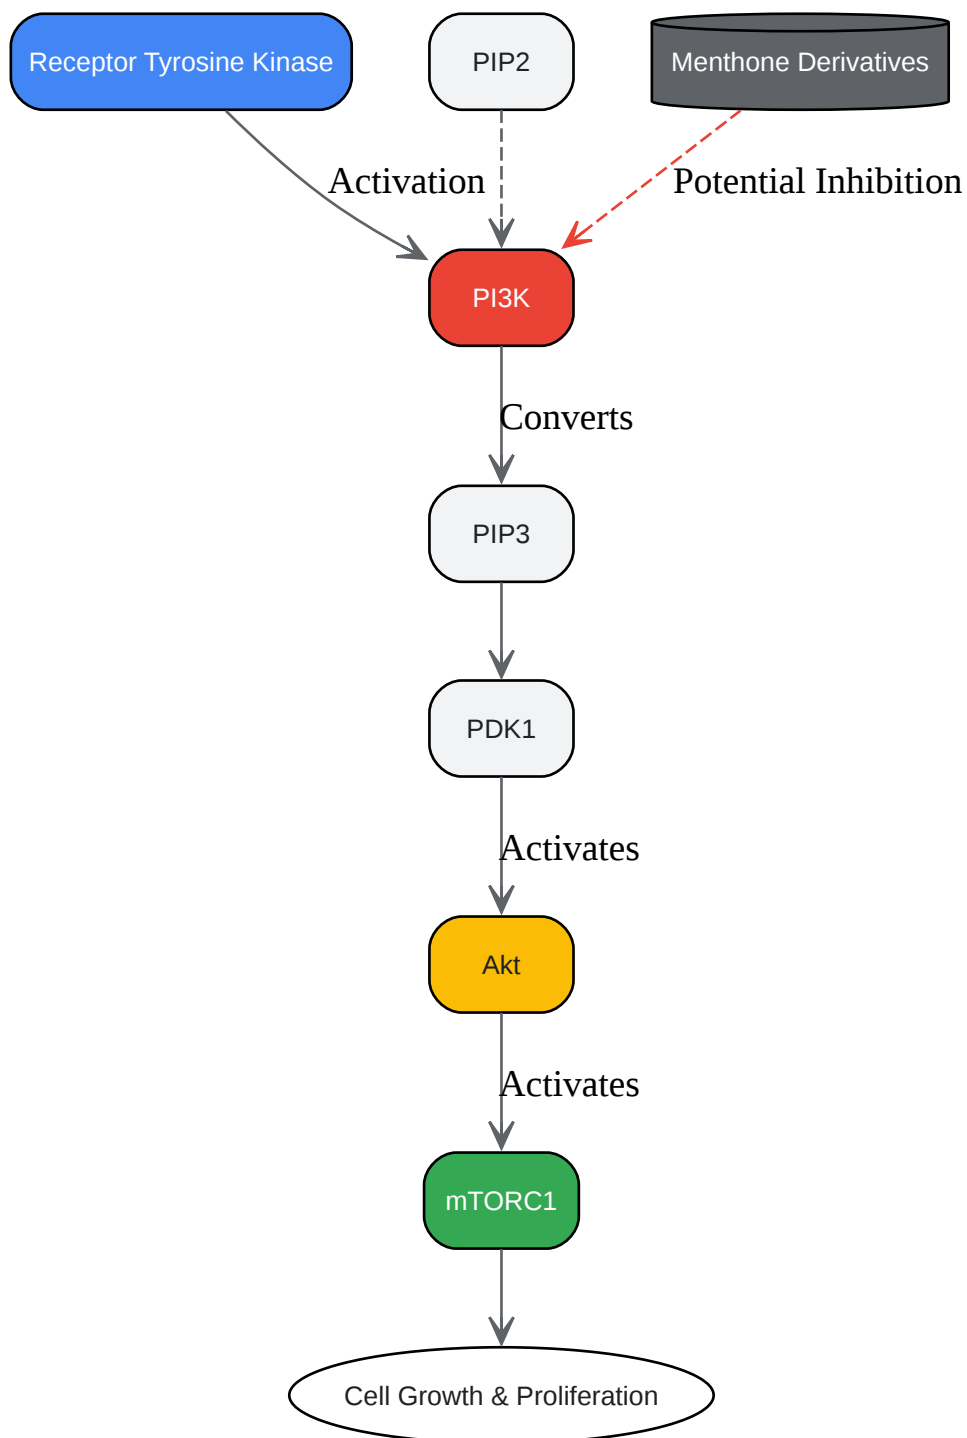 Receptor Tyrosine Kinase
PIP2
Menthone Derivatives
Activation
Potential Inhibition
PI3K
Converts
PIP3
PDK1
Activates
Akt
Activates
mTORC1
Cell Growth & Proliferation